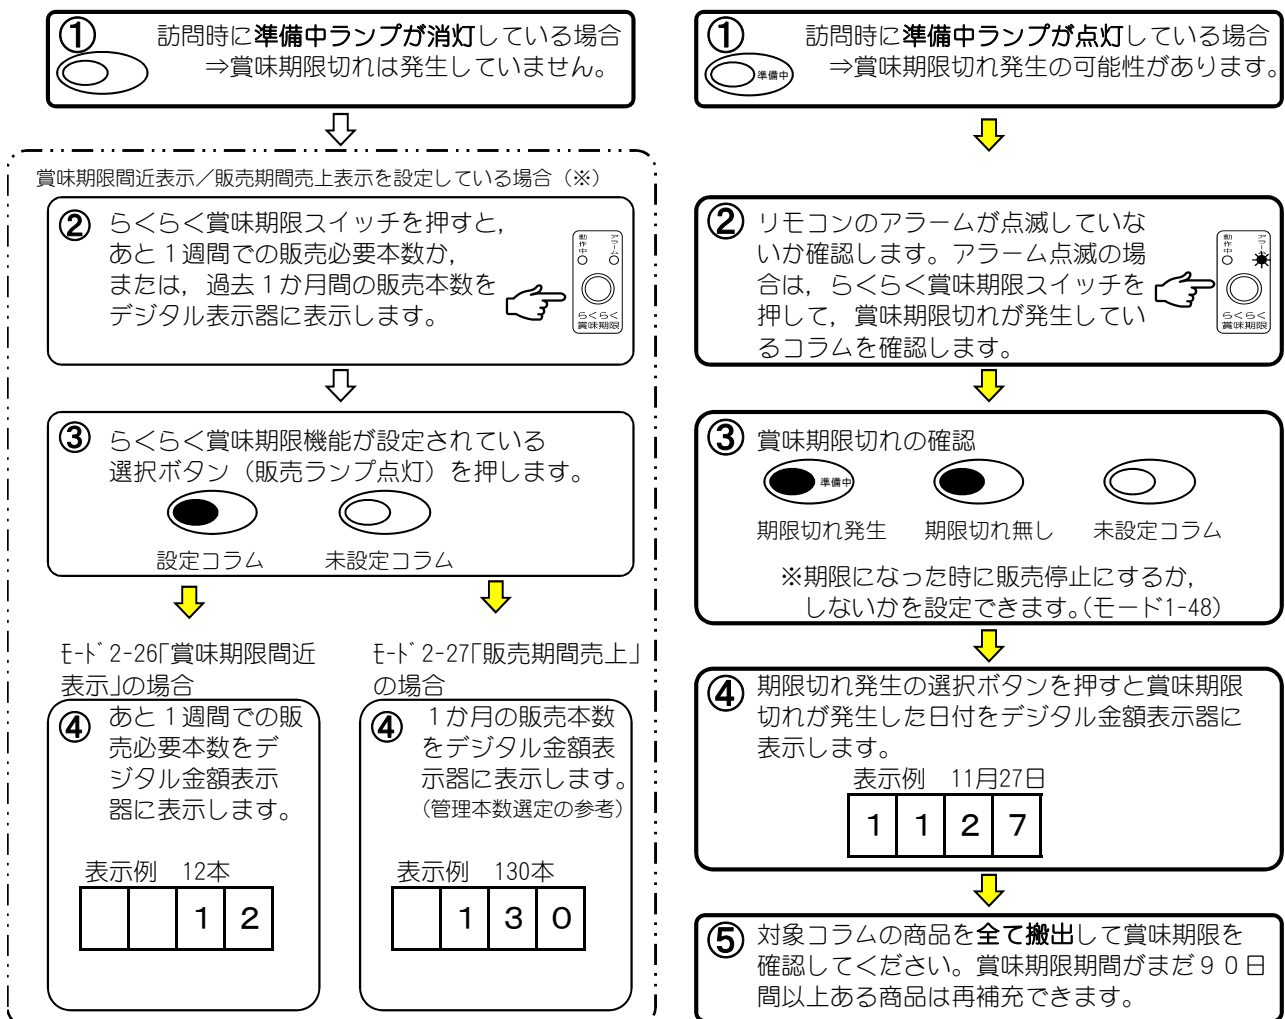 ① 訪問時に準備中ランプが消灯している場合
⇒賞味期限切れは発生していません。
賞味期限間近表示／販売期間売上表示を設定している場合（※）
② らくらく賞味期限スイッチを押すと，
あと１週間での販売必要本数か，
または，過去１か月間の販売本数を
デジタル表示器に表示します。
動作中
アラーム
らくらく
賞味期限
③ らくらく賞味期限機能が設定されている
選択ボタン（販売ランプ点灯）を押します。
設定コラム 未設定コラム
ﾓｰﾄﾞ2-26｢賞味期限間近
表示｣の場合
④ あと１週間での販
売必要本数をデ
ジタル金額表示
器に表示します。
表示例 12本
1 2
ﾓｰﾄﾞ2-27｢販売期間売上｣
の場合
④ １か月の販売本数
をデジタル金額表
示器に表示します。
（管理本数選定の参考）
表示例 130本
1 3 0
① 訪問時に準備中ランプが点灯している場合
準備中 ⇒賞味期限切れ発生の可能性があります。
② リモコンのアラームが点滅していな
いか確認します。アラーム点滅の場
合は，らくらく賞味期限スイッチを
押して，賞味期限切れが発生してい
るコラムを確認します。
動作中
アラーム
らくらく
賞味期限
③ 賞味期限切れの確認
準備中
期限切れ発生 期限切れ無し 未設定コラム
※期限になった時に販売停止にするか，
しないかを設定できます。(モード1-48)
④ 期限切れ発生の選択ボタンを押すと賞味期限
切れが発生した日付をデジタル金額表示器に
表示します。
表示例 11月27日
1 1 2 7
⑤ 対象コラムの商品を全て搬出して賞味期限を
確認してください。賞味期限期間がまだ９０日
間以上ある商品は再補充できます。